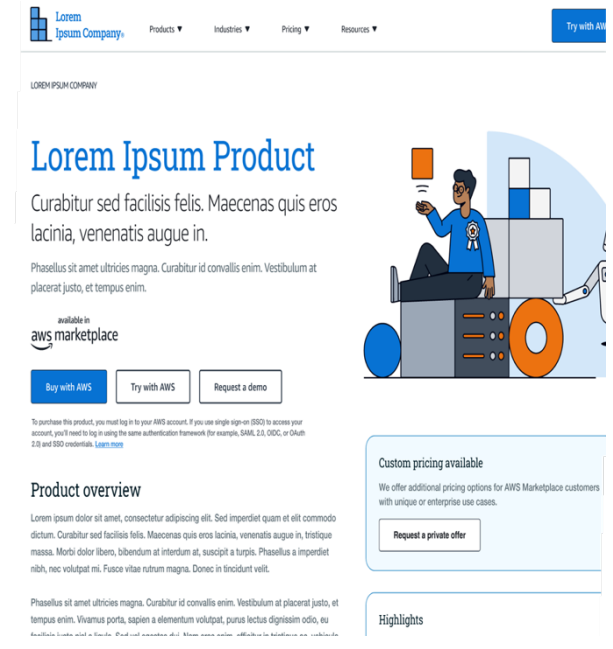 Lorem
Ipsum Company®
Products ▼
Industries ▼
Pricing ▼
Resources ▼
Try with AW
LOREM IPSUM COMPANY
Lorem Ipsum Product
Curabitur sed facilisis felis. Maecenas quis eros
lacinia, venenatis augue in.
Phasellus sit amet ultricies magna. Curabitur id convallis enim. Vestibulum at
placerat justo, et tempus enim.
available in
aws marketplace
Buy with AWS
Try with AWS
Request a demo
To purchase this product, you must log in to your AWS account. If you use single sign-on (SSO) to access your
account, you'll need to log in using the same authentication framework (for example, SAML 2.0, OIDC, or OAuth
2.0) and SSO credentials. Learn more
Product overview
Lorem ipsum dolor sit amet, consectetur adipiscing elit. Sed imperdiet quam et elit commodo
dictum. Curabitur sed facilisis felis. Maecenas quis eros lacinia, venenatis augue in, tristique
massa. Morbi dolor libero, bibendum at interdum at, suscipit a turpis. Phasellus a imperdiet
nibh, nec volutpat mi. Fusce vitae rutrum magna. Donec in tincidunt velit.
Phasellus sit amet ultricies magna. Curabitur id convallis enim. Vestibulum at placerat justo, et
tempus enim. Vivamus porta, sapien a elementum volutpat, purus lectus dignissim odio, eu
Custom pricing available
We offer additional pricing options for AWS Marketplace customers
with unique or enterprise use cases.
Request a private offer
Highlights